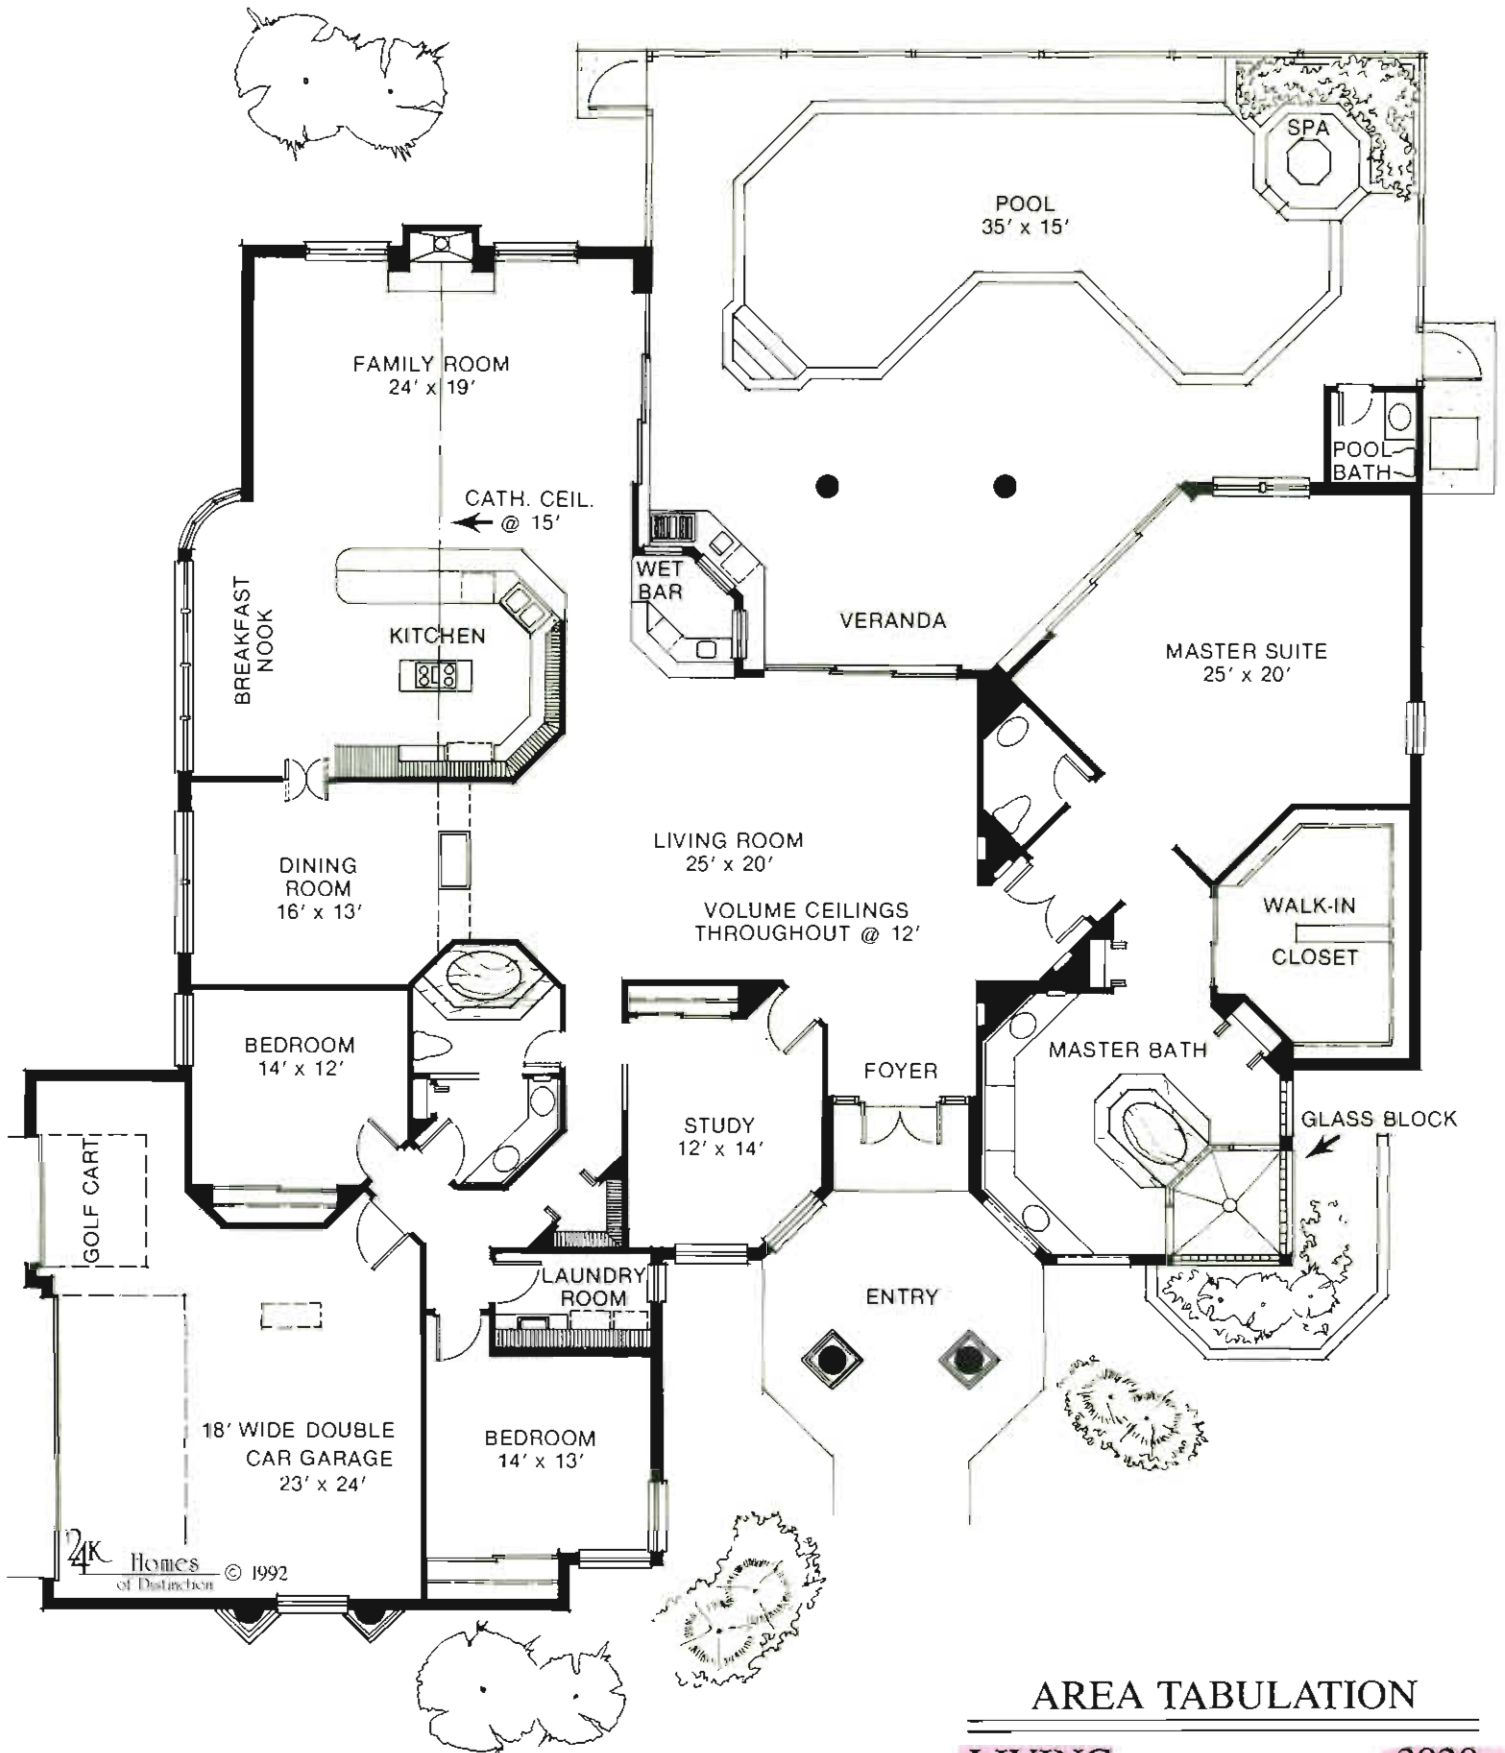 SPA
POOL
35' x 15'
FAMILY ROOM
24' x 19'
POOL
BATH
CATH. CEIL.
@ 15'
WET
BAR
BREAKFAST
NOOK
KITCHEN
VERANDA
MASTER SUITE
25' x 20'
LIVING ROOM
25' x 20'
DINING
ROOM
16' x 13'
VOLUME CEILINGS
THROUGHOUT @ 12'
WALK-IN
CLOSET
BEDROOM
14' x 12'
FOYER
MASTER BATH
STUDY
12' x 14'
GLASS BLOCK
GOLF CART
LAUNDRY
ROOM
ENTRY
18' WIDE DOUBLE
CAR GARAGE
23' x 24'
BEDROOM
14' x 13'
24K Homes
of Distinction © 1992
AREA TABULATION
LIVING